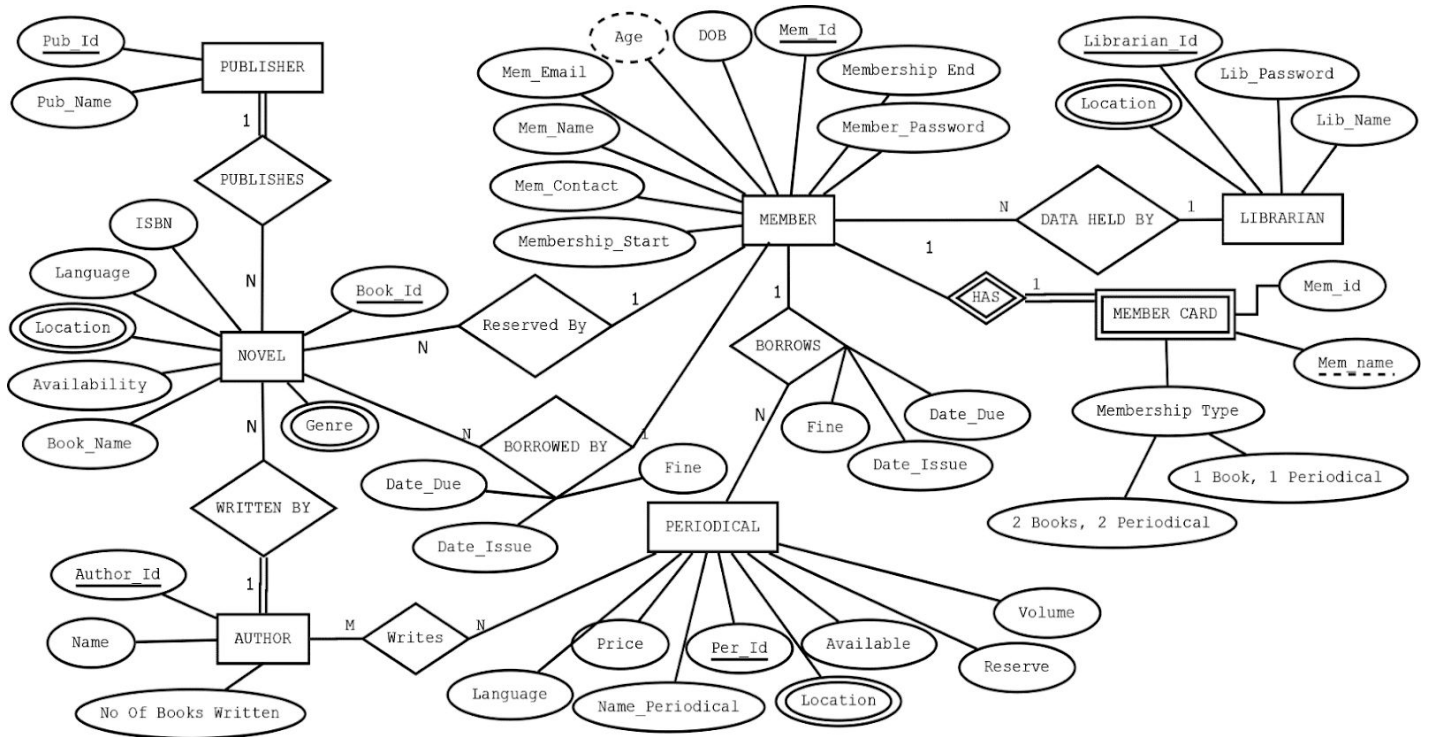 Pub_Id
PUBLISHER
Pub_Name
1
PUBLISHES
N
ISBN
Language
Location
Availability
Book_Name
NOVEL
Book_Id
Genre
N
Reserved By
1
N
WRITTEN BY
1
Author_Id
Name
AUTHOR
No Of Books Written
M
Writes
N
N
BORROWED BY
1
Date_Due
Fine
Date_Issue
Age
DOB
Mem_Id
Mem_Email
Membership End
Mem_Name
Member_Password
Mem_Contact
Membership_Start
MEMBER
N
DATA HELD BY
1
Librarian_Id
Lib_Password
Location
Lib_Name
LIBRARIAN
1
HAS
1
MEMBER CARD
Mem_id
Mem_name
Membership Type
1 Book, 1 Periodical
2 Books, 2 Periodical
1
BORROWS
N
Fine
Date_Due
Date_Issue
PERIODICAL
Volume
Price
Per_Id
Available
Reserve
Language
Name_Periodical
Location